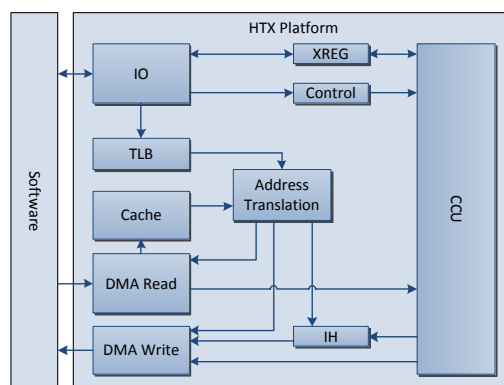 HTX Platform
IO
XREG
Control
TLB
Address
Translation
Cache
Software
CCU
DMA Read
DMA Write
IH